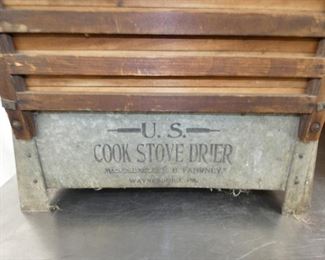 U.S.
COOK STOVE DRIER
WAYNESBORO, PA.